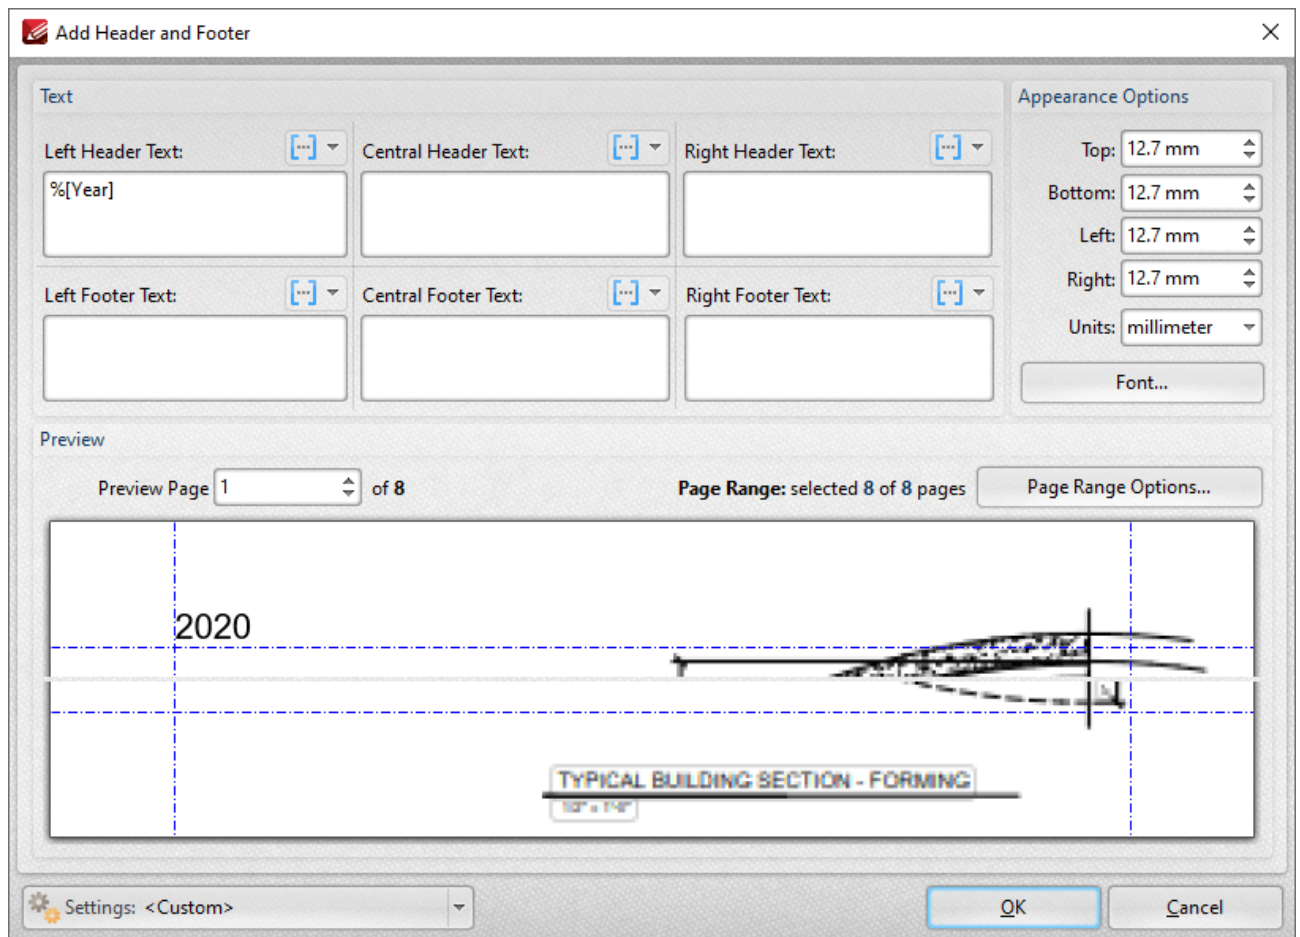 Add Header and Footer
Text
Appearance Options
Left Header Text:
Central Header Text:
Right Header Text:
%[Year]
Left Footer Text:
Central Footer Text:
Right Footer Text:
Top: 12.7 mm
Bottom: 12.7 mm
Left: 12.7 mm
Right: 12.7 mm
Units: millimeter
Font...
Preview
Preview Page 1 of 8
Page Range: selected 8 of 8 pages
Page Range Options...
2020
TYPICAL BUILDING SECTION - FORMING
Settings: <Custom>
OK
Cancel